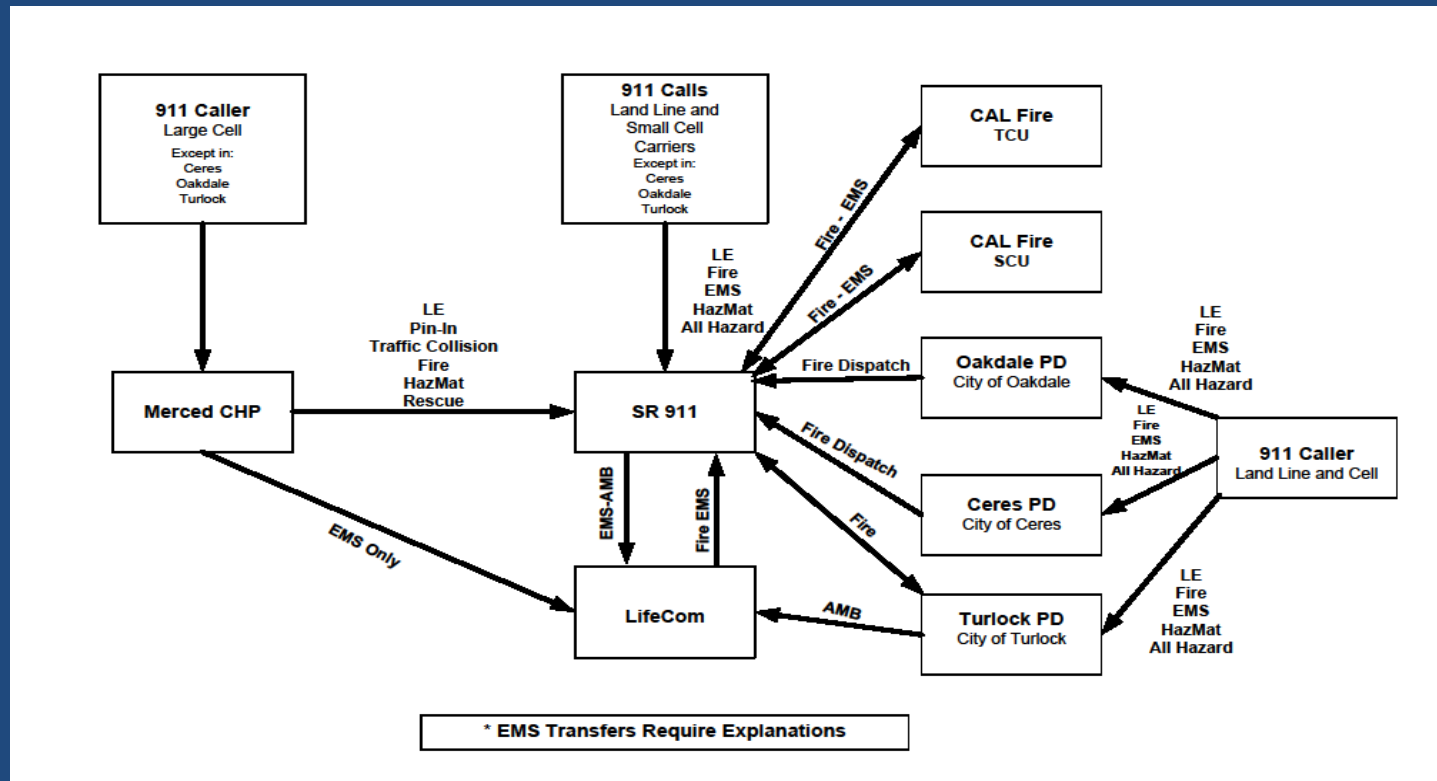 911 Caller
Large Cell
Except in:
Ceres
Oakdale
Turlock
911 Calls
Land Line and
Small Cell
Carriers
Except in:
Ceres
Oakdale
Turlock
CAL Fire
TCU
Fire - EMS
CAL Fire
SCU
Fire - EMS
LE
Fire
EMS
HazMat
All Hazard
LE
Pin-In
Traffic Collision
Fire
HazMat
Rescue
Merced CHP
SR 911
Fire Dispatch
Oakdale PD
City of Oakdale
LE
Fire
EMS
HazMat
All Hazard
LE
Fire
EMS
HazMat
All Hazard
911 Caller
Land Line and Cell
Fire Dispatch
Ceres PD
City of Ceres
EMS Only
EMS-AMB
Fire EMS
Fire
LifeCom
AMB
Turlock PD
City of Turlock
LE
Fire
EMS
HazMat
All Hazard
* EMS Transfers Require Explanations